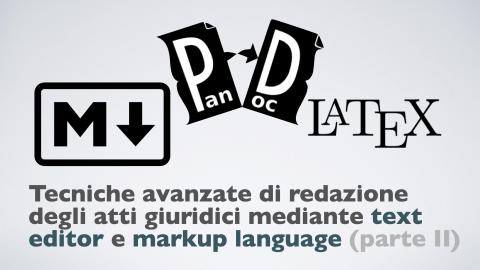 Pan Doc
M
LATEX
Tecniche avanzate di redazione
degli atti giuridici mediante text
editor e markup language (parte II)